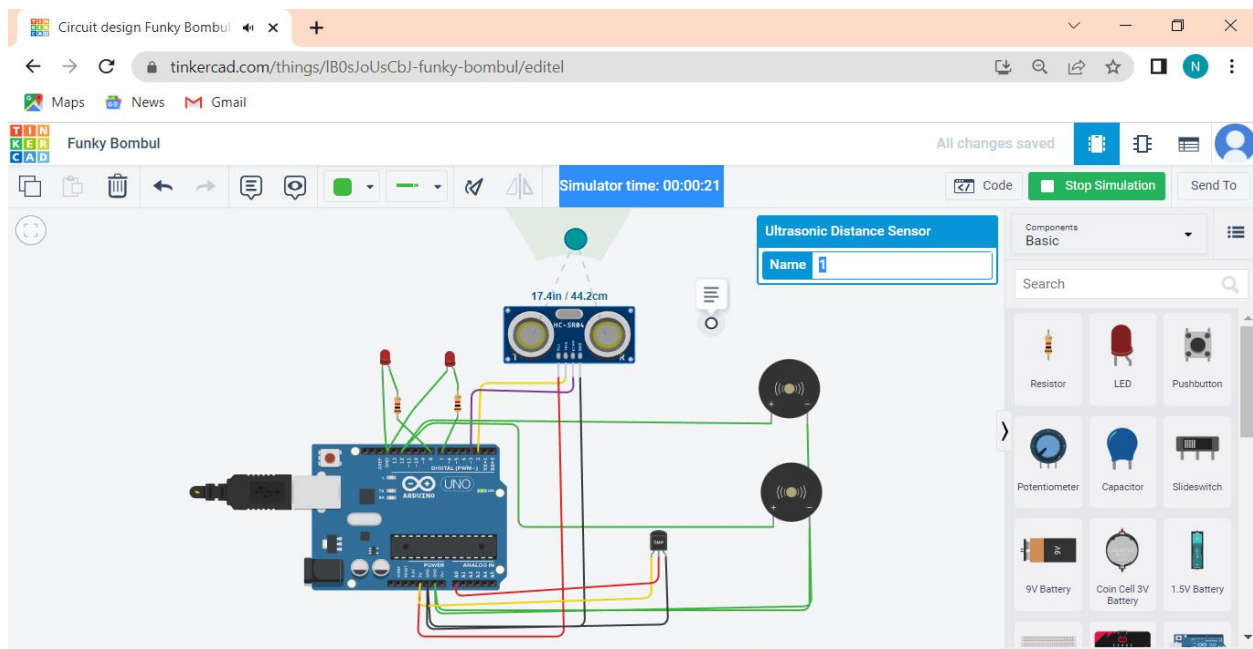 Circuit design Funky Bombul
tinkercad.com/things/lB0sJoUsCbJ-funky-bombul/editel
N
Maps
News
Gmail
TIN
KER
CAD
Funky Bombul
All changes saved
Simulator time: 00:00:21
Code
Stop Simulation
Send To
Ultrasonic Distance Sensor
Name 1
Components
Basic
Search
17.4in / 44.2cm
HC-SR04
T
R
Resistor
LED
Pushbutton
DIGITAL (PWM~)
UNO
ARDUINO
TMP
POWER
ANALOG IN
Potentiometer
Capacitor
Slideswitch
9V
9V Battery
Coin Cell 3V
Battery
1.5V Battery